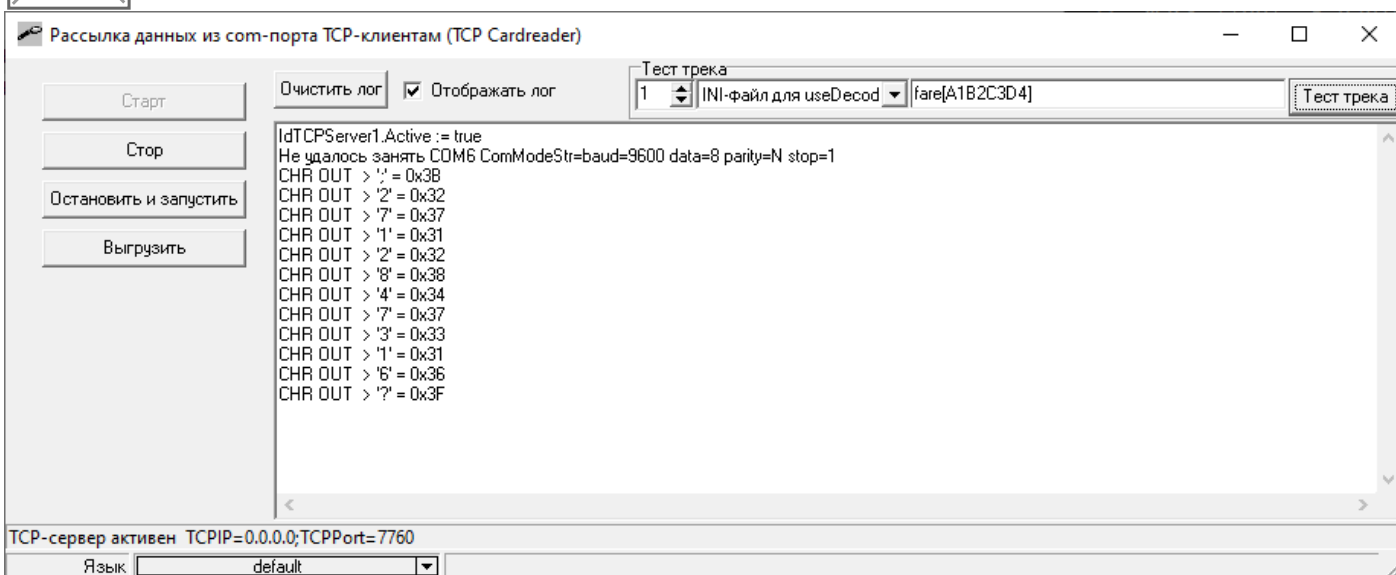 Рассылка данных из com-порта TCP-клиентам (TCP Cardreader)
Старт
Стоп
Остановить и запустить
Выгрузить
Очистить лог
Отображать лог
Тест трека
1
INI-файл для useDecod
fare[A1B2C3D4]
Тест трека
IdTCPServer1.Active := true
Не удалось занять COM6 ComModeStr=baud=9600 data=8 parity=N stop=1
CHR OUT > ';' = 0x3B
CHR OUT > '2' = 0x32
CHR OUT > '7' = 0x37
CHR OUT > '1' = 0x31
CHR OUT > '2' = 0x32
CHR OUT > '8' = 0x38
CHR OUT > '4' = 0x34
CHR OUT > '7' = 0x37
CHR OUT > '3' = 0x33
CHR OUT > '1' = 0x31
CHR OUT > '6' = 0x36
CHR OUT > '?' = 0x3F
TCP-сервер активен TCPIP=0.0.0.0;TCPPort=7760
Язык
default